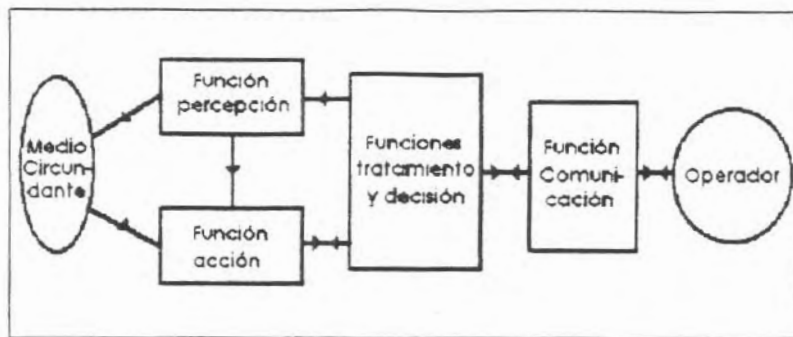 Medio
Circun-
dante
Función
percepción
Función
acción
Funciones
tratamiento
y decisión
Función
Comuni-
cación
Operador